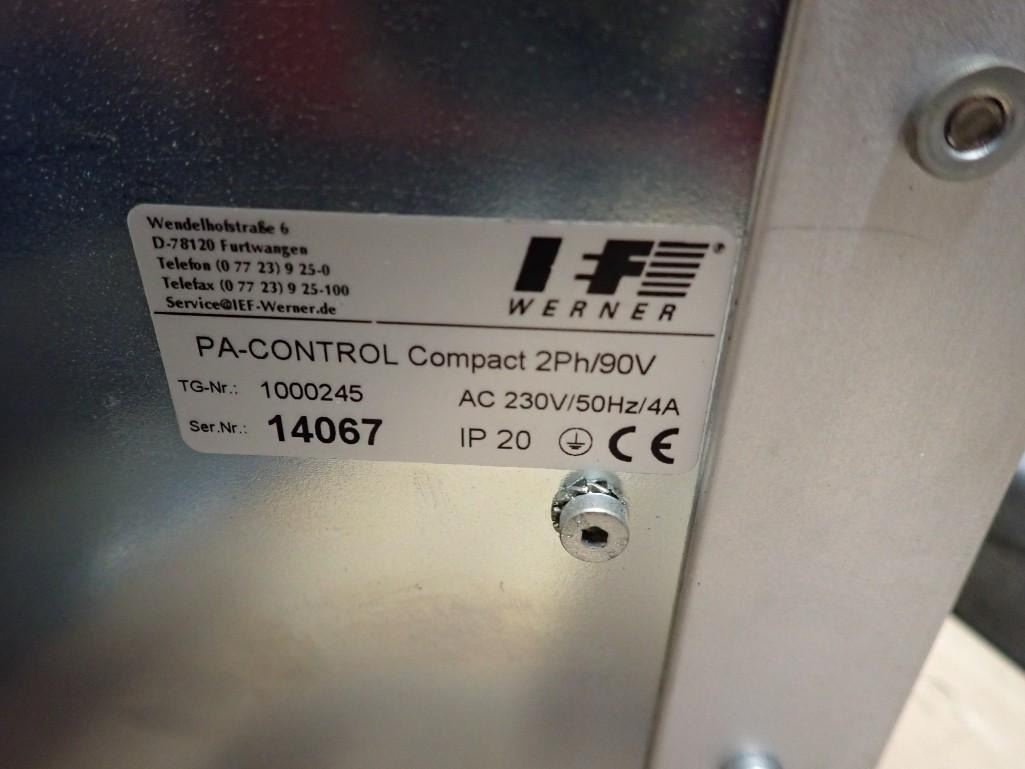 Wendelhofstraße 6
D-78120 Furtwangen
Telefon (0 77 23) 9 25-0
Telefax (0 77 23) 9 25-100
Service@IEF-Werner.de
IEF®
WERNER
PA-CONTROL Compact 2Ph/90V
TG-Nr.: 1000245 AC 230V/50Hz/4A
Ser.Nr.: 14067 IP 20 CE